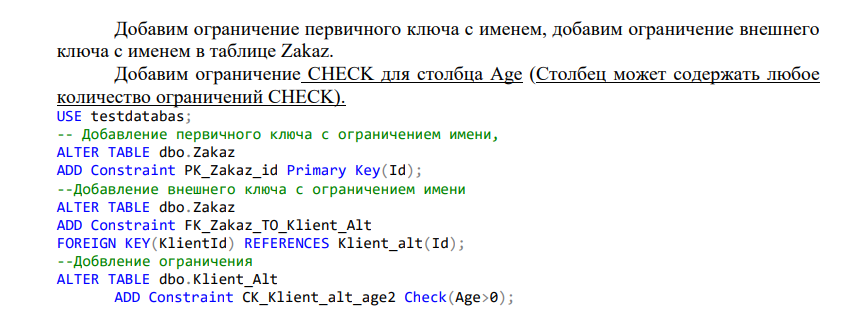 Добавим ограничение первичного ключа с именем, добавим ограничение внешнего
ключа с именем в таблице Zakaz.
Добавим ограничение CHECK для столбца Age (Столбец может содержать любое
количество ограничений CHECK).
USE testdatabas;
-- Добавление первичного ключа с ограничением имени,
ALTER TABLE dbo.Zakaz
ADD Constraint PK_Zakaz_id Primary Key(Id);
--Добавление внешнего ключа с ограничением имени
ALTER TABLE dbo.Zakaz
ADD Constraint FK_Zakaz_TO_Klient_Alt
FOREIGN KEY(KlientId) REFERENCES Klient_alt(Id);
--Добвление ограничения
ALTER TABLE dbo.Klient_Alt
ADD Constraint CK_Klient_alt_age2 Check(Age>0);